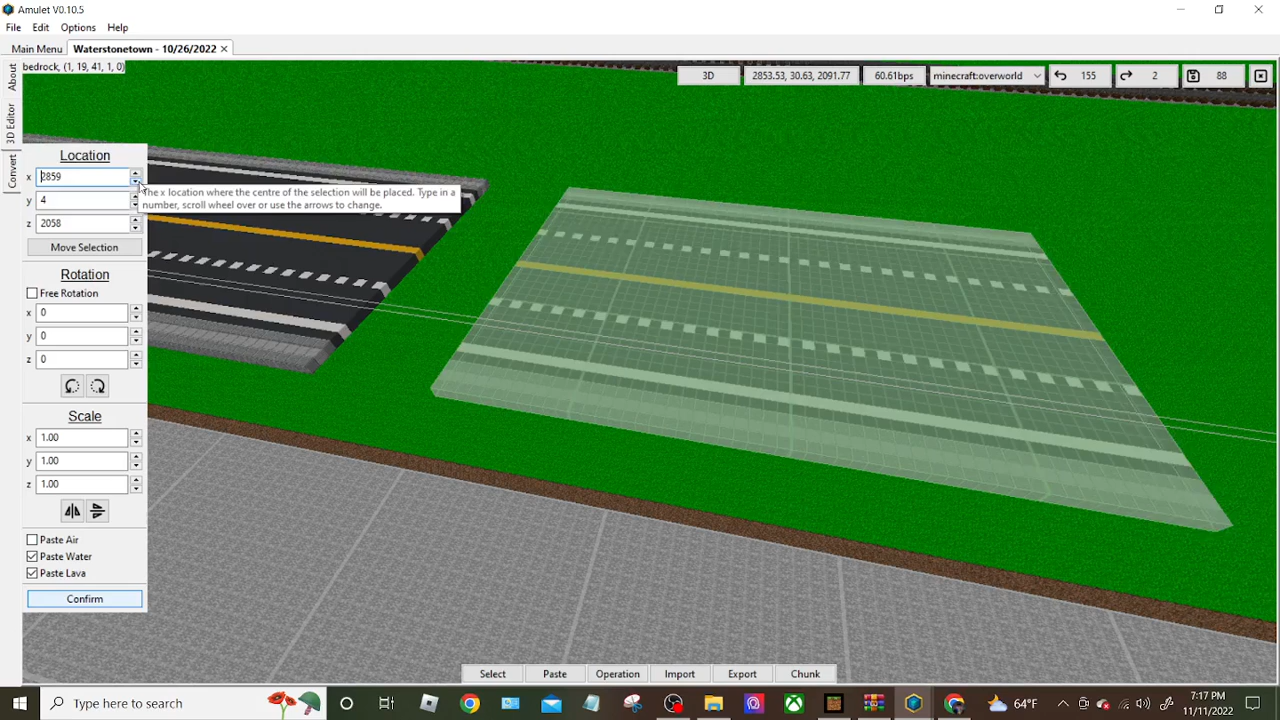 Amulet V0.10.5
File Edit Options Help
Main Menu Waterstonetown - 10/26/2022
About
3D Editor
Convert
bedrock, (1, 19, 41, 1, 0)
3D 2853.53, 30.63, 2091.77 60.61bps minecraft:overworld 155 2 88
Location
x 2859
y 4
z 2058
The x location where the centre of the selection will be placed. Type in a
number, scroll wheel over or use the arrows to change.
Move Selection
Rotation
Free Rotation
x 0
y 0
z 0
Scale
x 1.00
y 1.00
z 1.00
Paste Air
Paste Water
Paste Lava
Confirm
Select Paste Operation Import Export Chunk
Type here to search
64°F
7:17 PM
11/11/2022